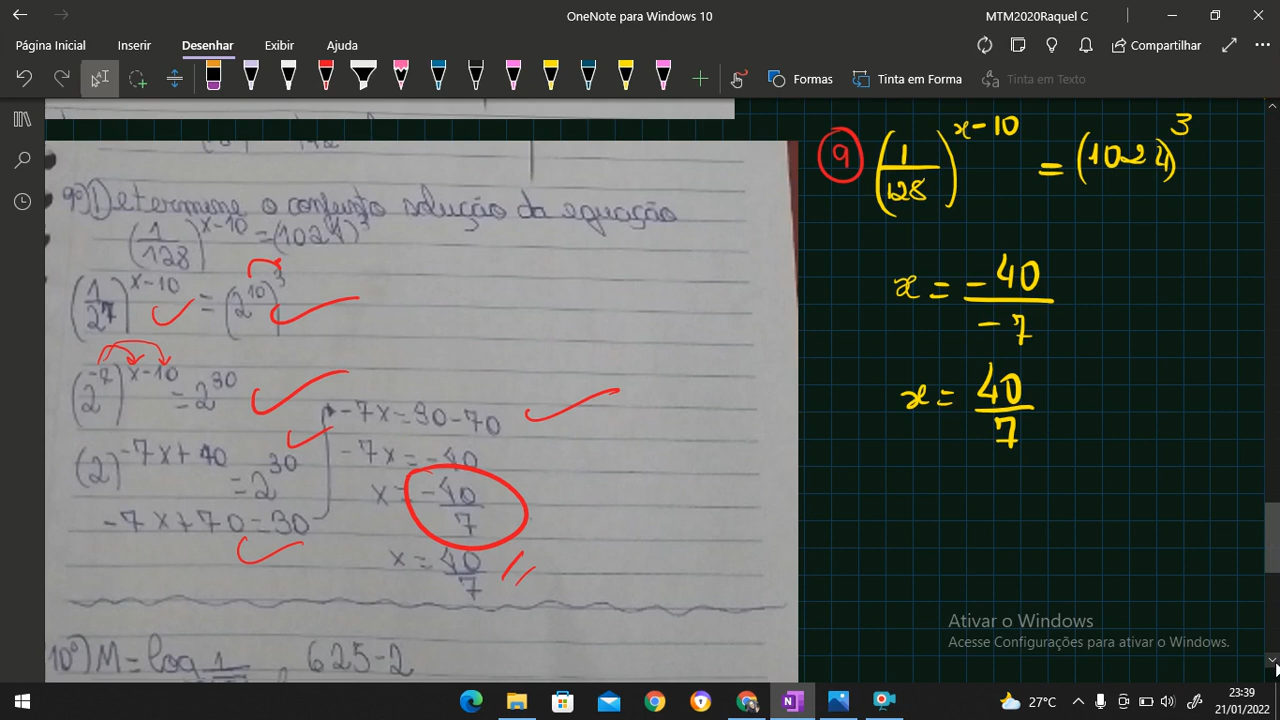 OneNote para Windows 10
MTM2020Raquel C
Página Inicial Inserir Desenhar Exibir Ajuda
Compartilhar
Formas Tinta em Forma Tinta em Texto
9º) Determine o conjunto solução da equação
(1/128)^x-10 = (1024)³
(1/2^7)^x-10 = (2^10)^3
(2^-7)^x-10 = 2^30
(2)^-7x+70 = 2^30
-7x+70=30
-7x=30-70
-7x=-40
x=-40/7
x=40/7
10º) M=log 1
625-2
9 (1/128)^x-10 = (1024)^3
x = -40/-7
x = 40/7
Ativar o Windows
Acesse Configurações para ativar o Windows.
27°C
23:39
21/01/2022